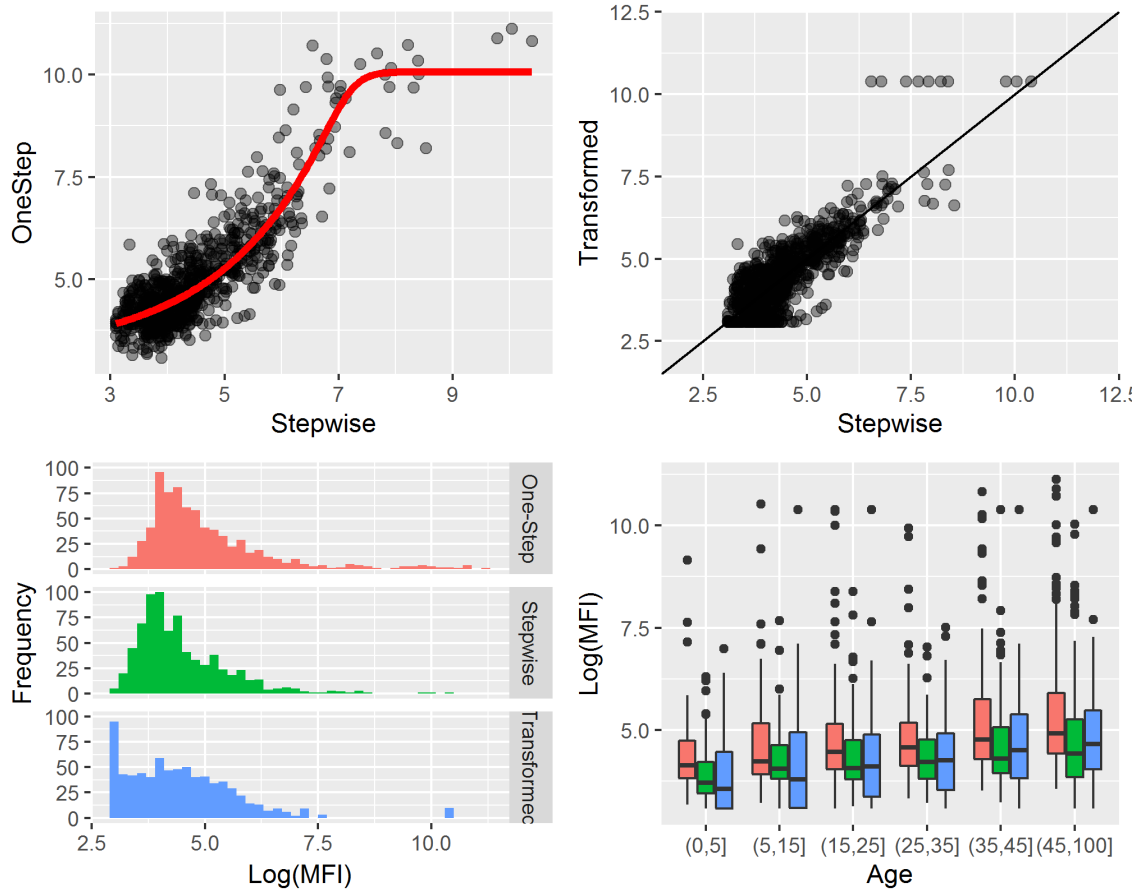 OneStep
10.0
7.5
5.0
3 5 7 9
Stepwise
Transformed
12.5
10.0
7.5
5.0
2.5
2.5 5.0 7.5 10.0 12.5
Stepwise
Frequency
100
75
50
25
0
One-Step
100
75
50
25
0
Stepwise
100
75
50
25
0
Transformed
2.5 5.0 7.5 10.0
Log(MFI)
Log(MFI)
10.0
7.5
5.0
(0,5] (5,15] (15,25] (25,35] (35,45] (45,100]
Age